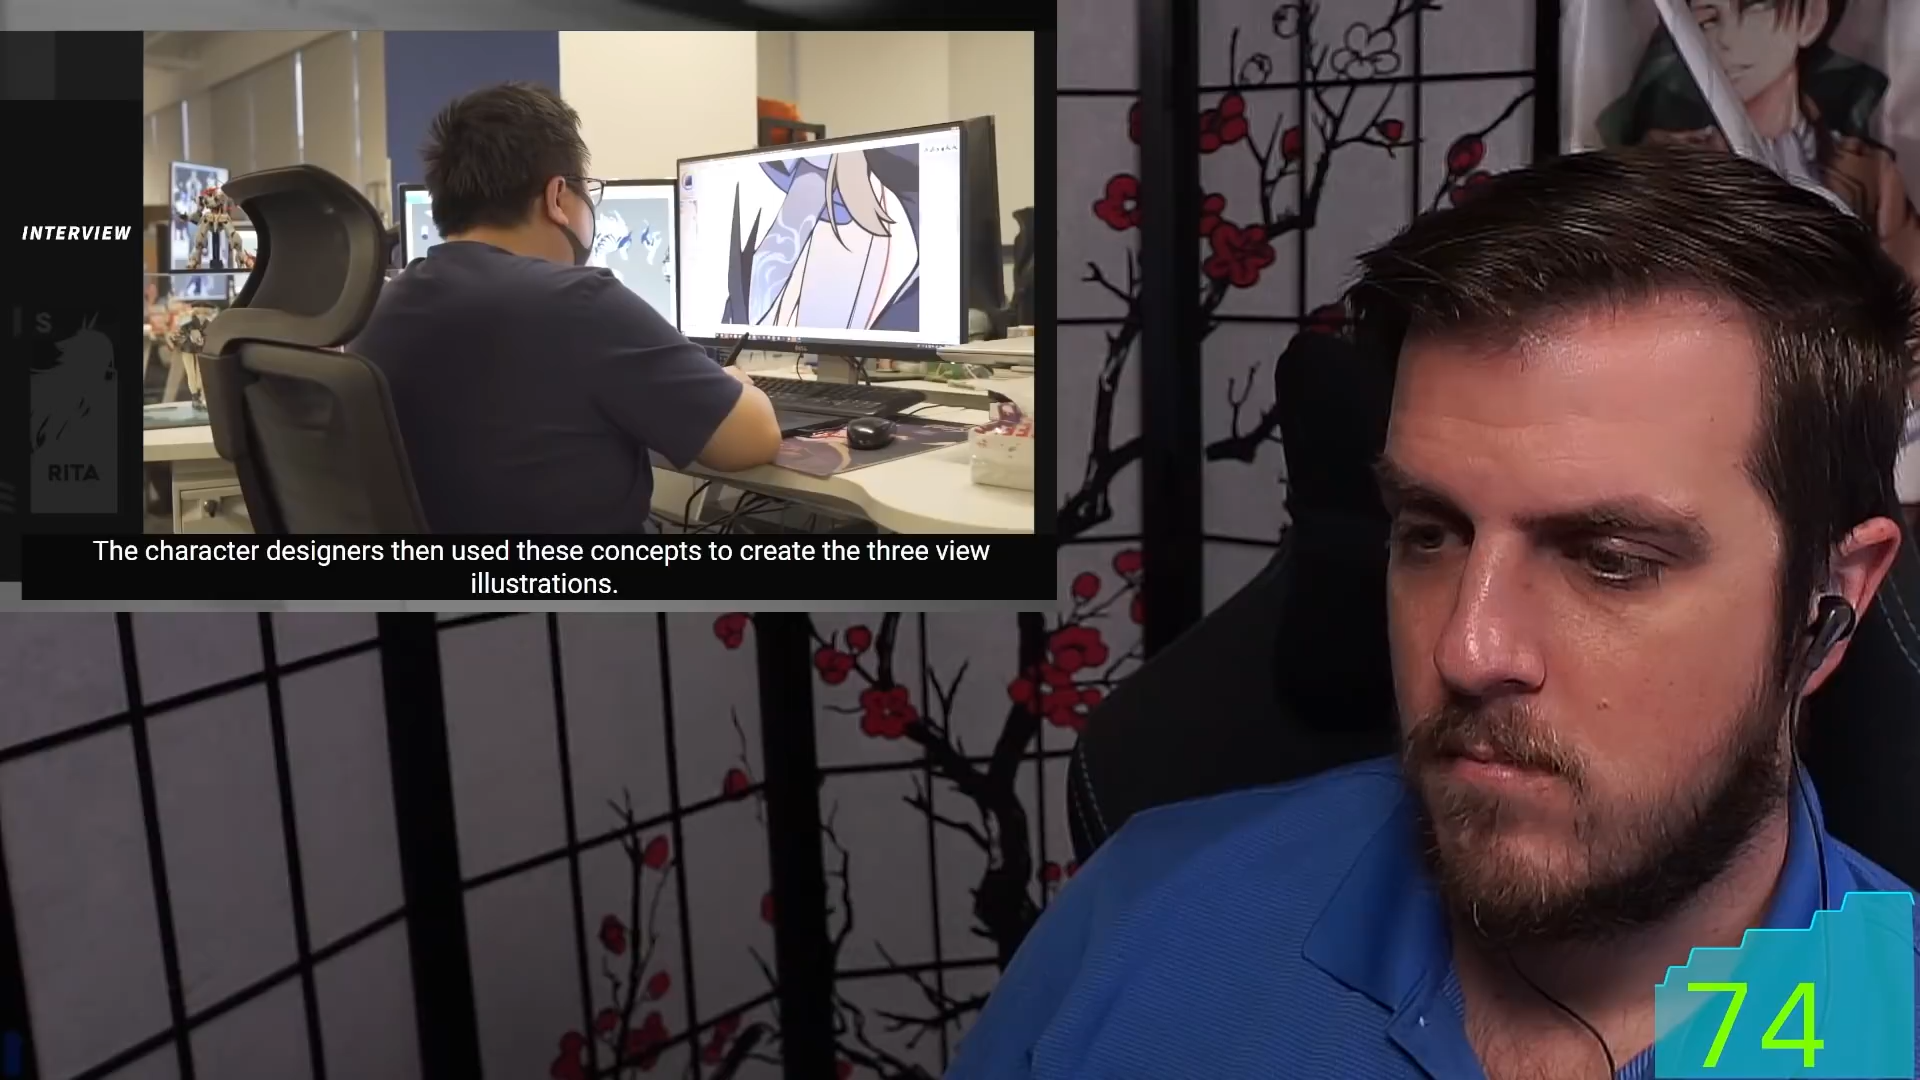 INTERVIEW
S
RITA
The character designers then used these concepts to create the three view
illustrations.
74